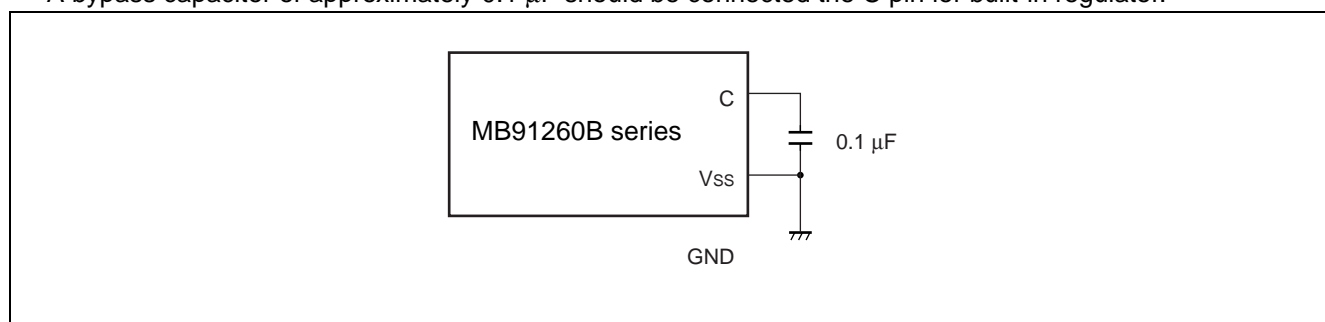 A bypass capacitor of approximately 0.1 μF should be connected the C pin for built-in regulator.
C
MB91260B series
0.1 μF
Vss
GND